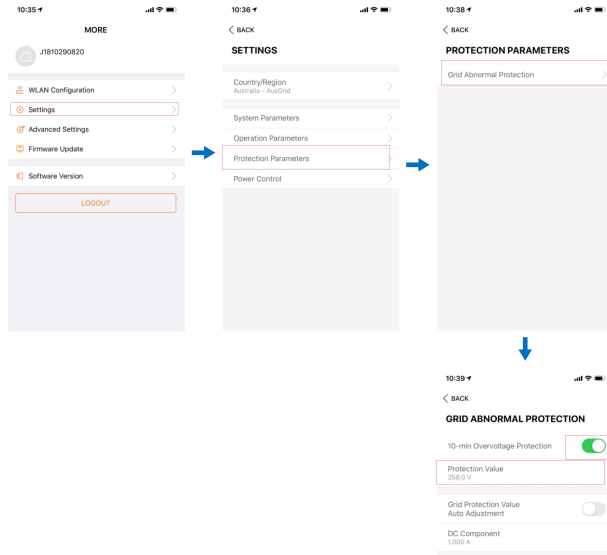 10:35
MORE
J1810290820
WLAN Configuration
Settings
Advanced Settings
Firmware Update
Software Version
LOGOUT
10:36
BACK
SETTINGS
Country/Region
Australia – AusGrid
System Parameters
Operation Parameters
Protection Parameters
Power Control
10:38
BACK
PROTECTION PARAMETERS
Grid Abnormal Protection
10:39
BACK
GRID ABNORMAL PROTECTION
10-min Overvoltage Protection
Protection Value
258.0 V
Grid Protection Value
Auto Adjustment
DC Component
1.000 A